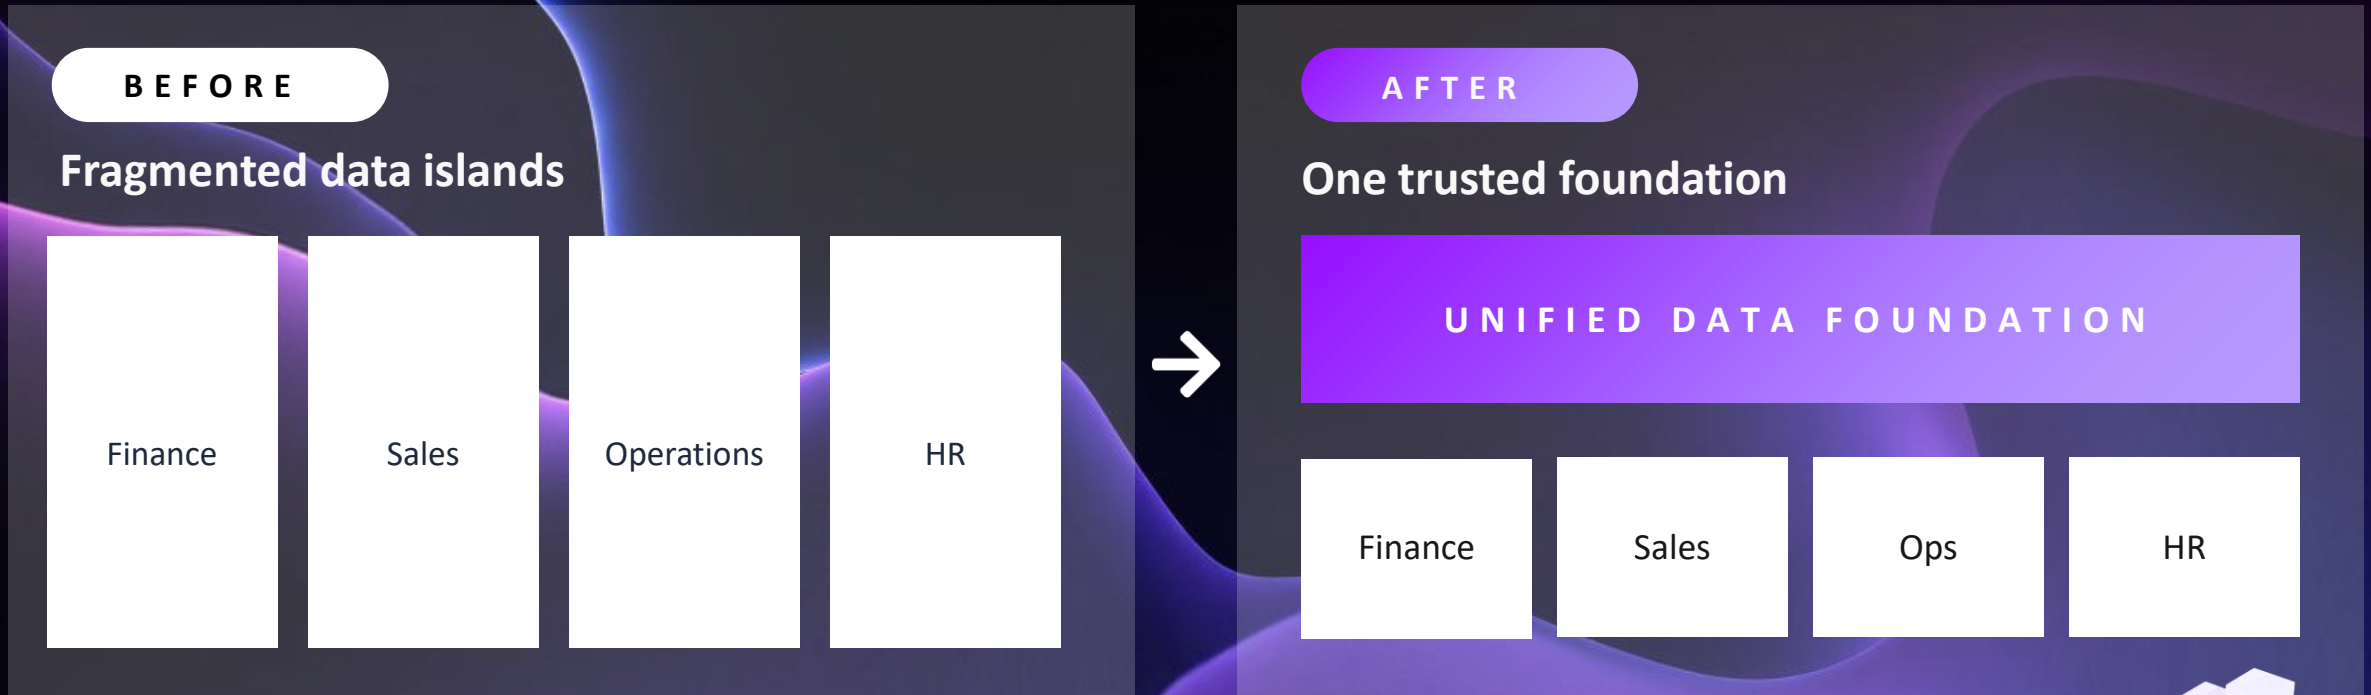 BEFORE
Fragmented data islands
Finance
Sales
Operations
HR
AFTER
One trusted foundation
UNIFIED DATA FOUNDATION
Finance
Sales
Ops
HR